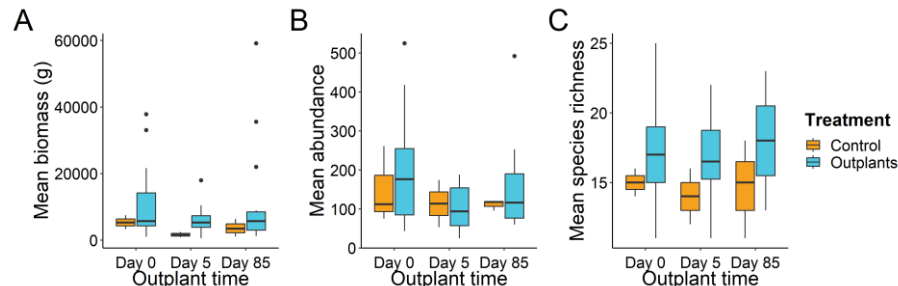 A
Mean biomass (g)
60000
40000
20000
0
Day 0 Day 5 Day 85
Outplant time
B
Mean abundance
500
400
300
200
100
0
Day 0 Day 5 Day 85
Outplant time
C
Mean species richness
25
20
15
Day 0 Day 5 Day 85
Outplant time
Treatment
Control
Outplants